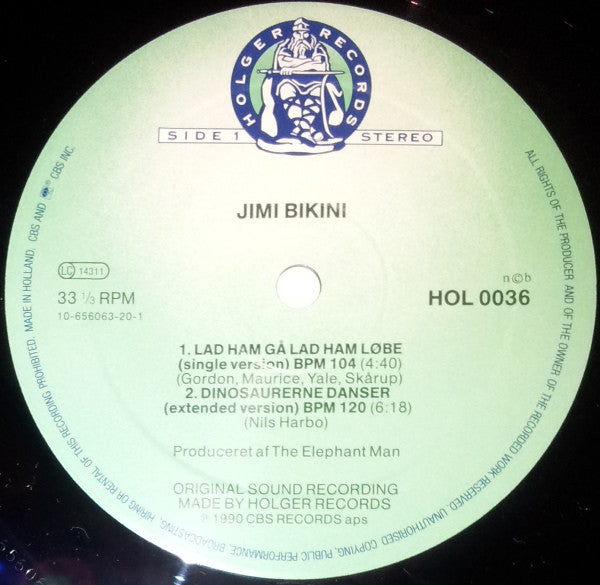 HOLGER RECORDS
SIDE 1 STEREO
JIMI BIKINI
LC 14311
33 1/3 RPM
10-656063-20-1
n©b
HOL 0036
1. LAD HAM GÅ LAD HAM LØBE
(single version) BPM 104 (4:40)
(Gordon, Maurice, Yale, Skårup)
2. DINOSAURERNE DANSER
(extended version) BPM 120 (6:18)
(Nils Harbo)
Produceret af The Elephant Man
ORIGINAL SOUND RECORDING
MADE BY HOLGER RECORDS
℗ 1990 CBS RECORDS aps
ALL RIGHTS OF THE PRODUCER AND OF THE OWNER OF THE RECORDED WORK RESERVED. UNAUTHORISED COPYING, PUBLIC PERFORMANCE, BROADCASTING, HIRING OR RENTAL OF THIS RECORDING PROHIBITED. MADE IN HOLLAND. CBS AND CBS INC.